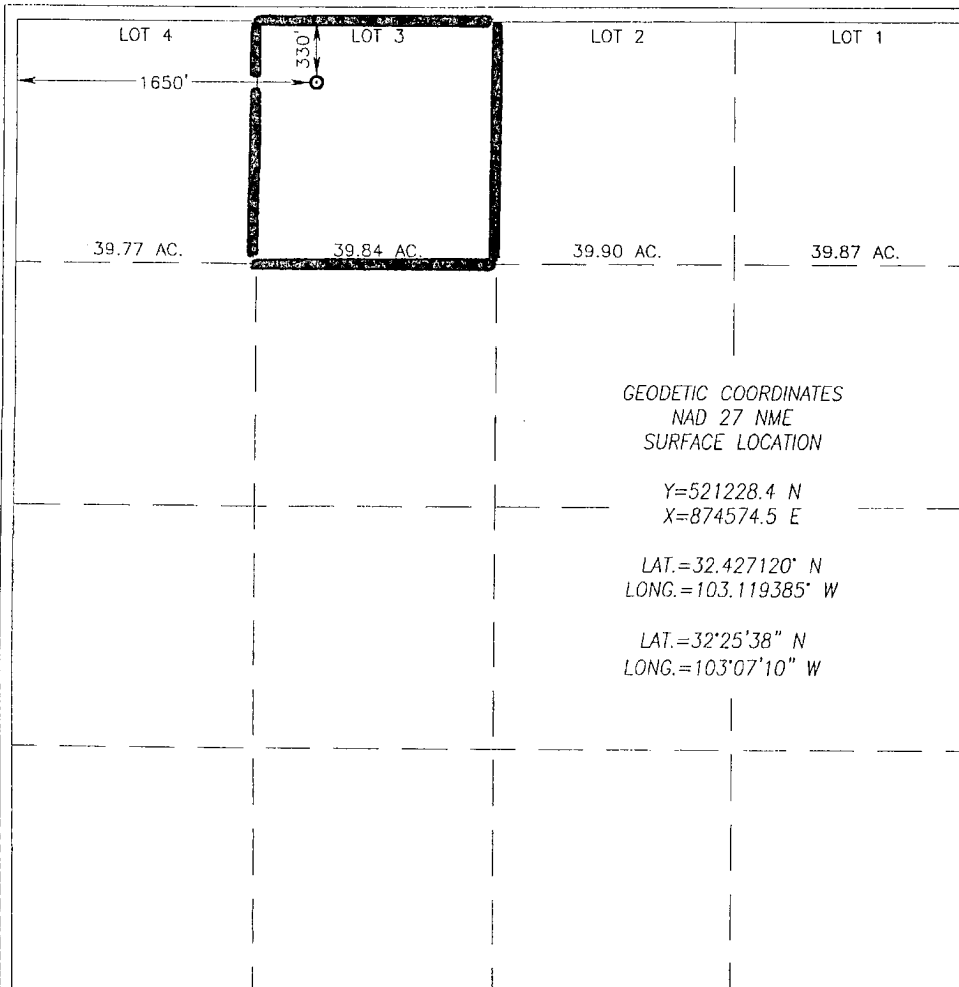 LOT 4
LOT 3
LOT 2
LOT 1
330'
1650'
39.77 AC.
39.84 AC.
39.90 AC.
39.87 AC.
GEODETIC COORDINATES
NAD 27 NME
SURFACE LOCATION
Y=521228.4 N
X=874574.5 E
LAT.=32.427120° N
LONG.=103.119385° W
LAT.=32°25'38" N
LONG.=103°07'10" W